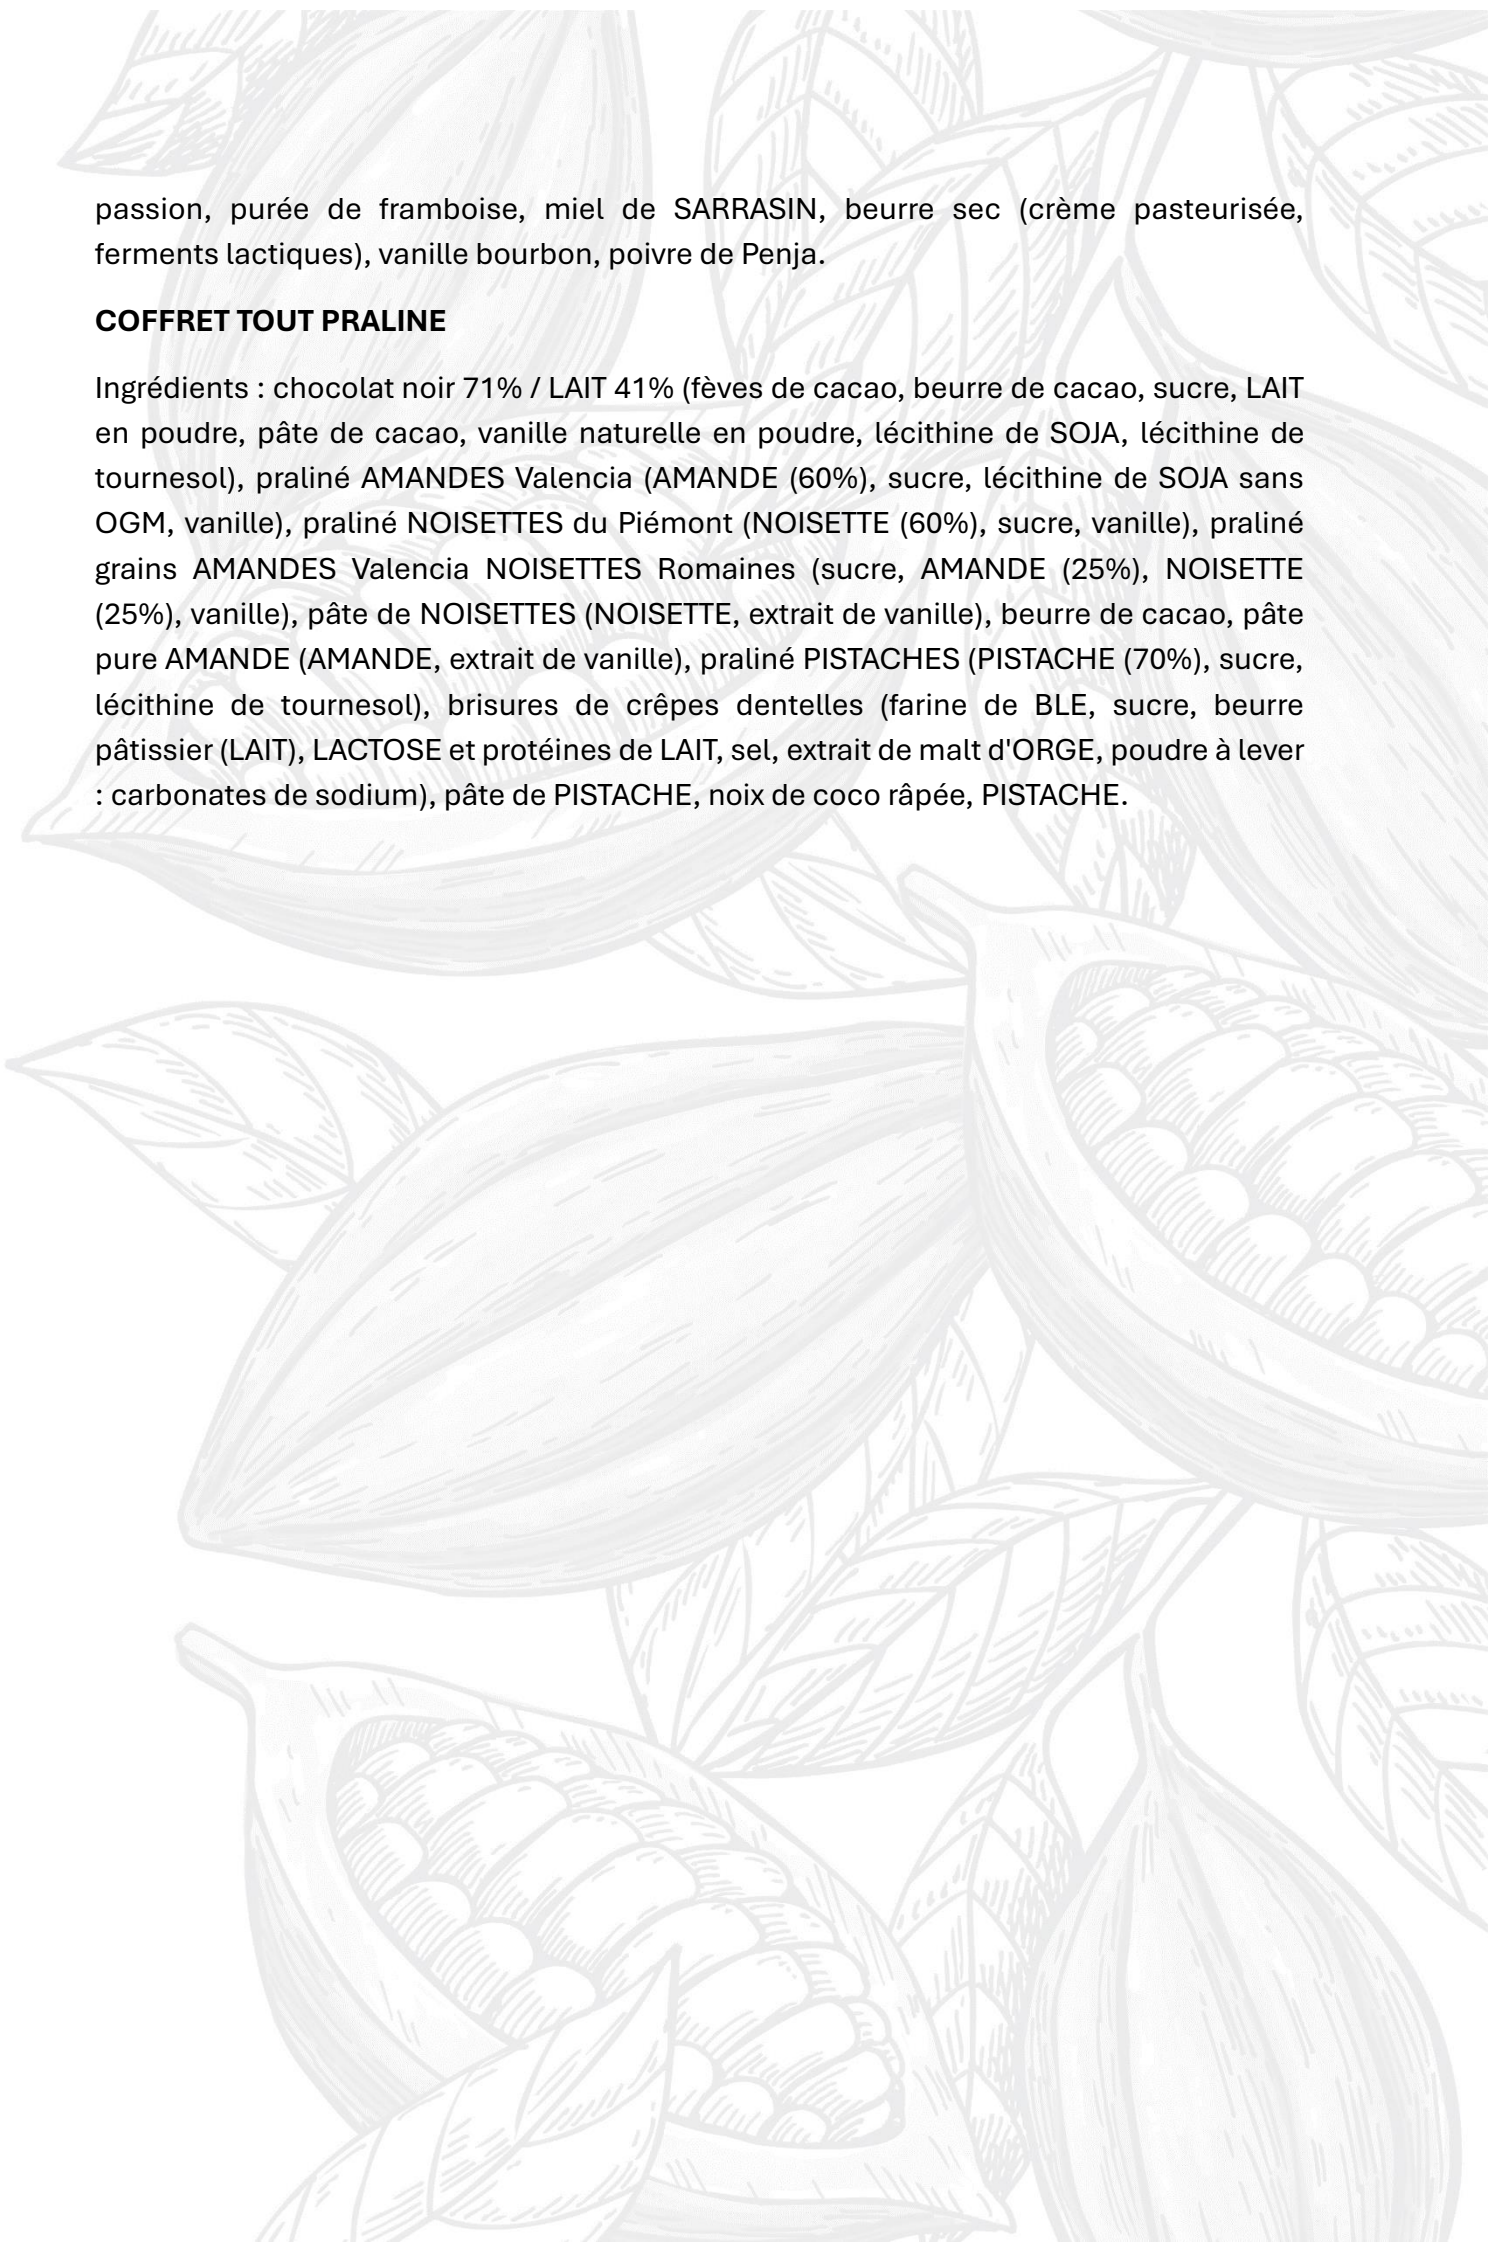 passion, purée de framboise, miel de SARRASIN, beurre sec (crème pasteurisée,
ferments lactiques), vanille bourbon, poivre de Penja.
COFFRET TOUT PRALINE
Ingrédients : chocolat noir 71% / LAIT 41% (fèves de cacao, beurre de cacao, sucre, LAIT
en poudre, pâte de cacao, vanille naturelle en poudre, lécithine de SOJA, lécithine de
tournesol), praliné AMANDES Valencia (AMANDE (60%), sucre, lécithine de SOJA sans
OGM, vanille), praliné NOISETTES du Piémont (NOISETTE (60%), sucre, vanille), praliné
grains AMANDES Valencia NOISETTES Romaines (sucre, AMANDE (25%), NOISETTE
(25%), vanille), pâte de NOISETTES (NOISETTE, extrait de vanille), beurre de cacao, pâte
pure AMANDE (AMANDE, extrait de vanille), praliné PISTACHES (PISTACHE (70%), sucre,
lécithine de tournesol), brisures de crêpes dentelles (farine de BLE, sucre, beurre
pâtissier (LAIT), LACTOSE et protéines de LAIT, sel, extrait de malt d'ORGE, poudre à lever
: carbonates de sodium), pâte de PISTACHE, noix de coco râpée, PISTACHE.